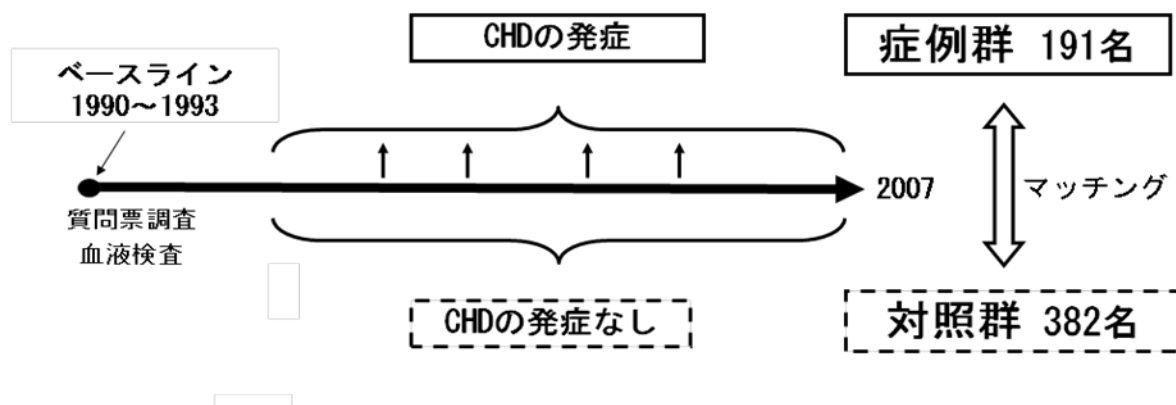 CHDの発症
症例群 191名
ベースライン
1990～1993
2007
マッチング
質問票調査
血液検査
CHDの発症なし
対照群 382名